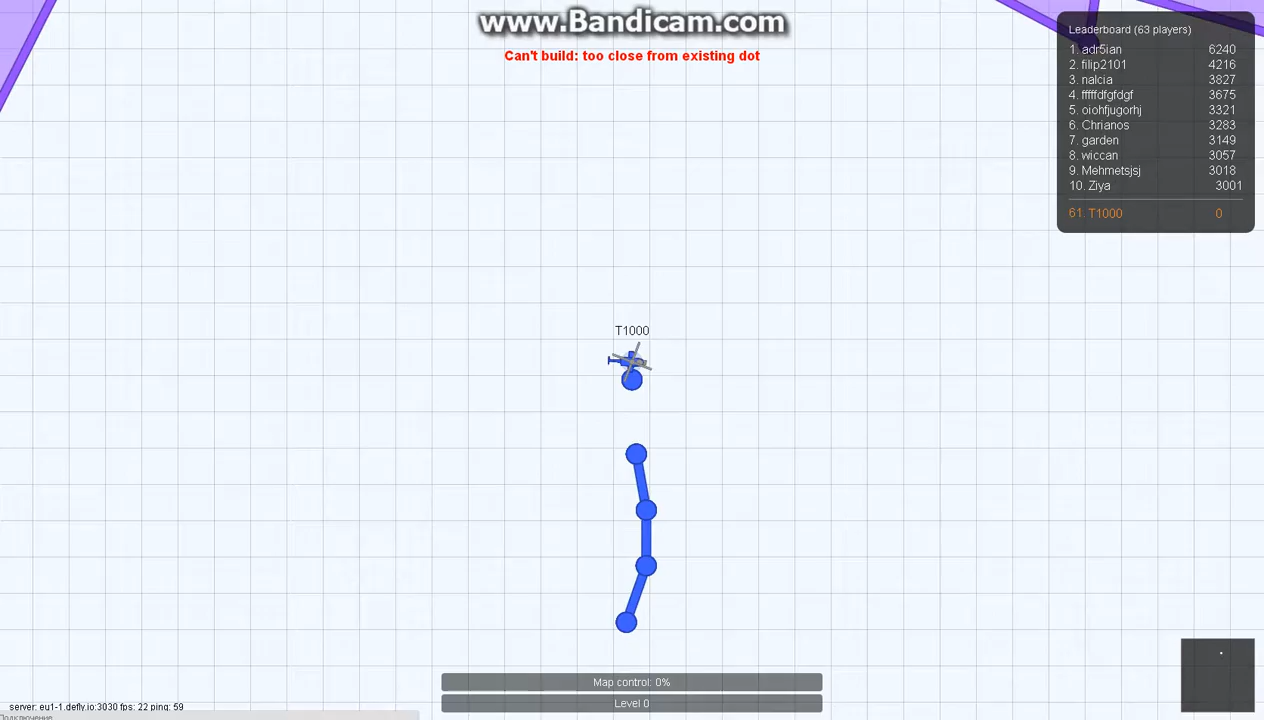 www.Bandicam.com
Can't build: too close from existing dot
Leaderboard (63 players)
1. adr5ian 6240
2. filip2101 4216
3. nalcia 3827
4. fffffdfgfdgf 3675
5. oiohfjugorhj 3321
6. Chrianos 3283
7. garden 3149
8. wiccan 3057
9. Mehmetsjsj 3018
10. Ziya 3001
61. T1000 0
T1000
Map control: 0%
Level 0
server: eu1-1.defly.io:3030 fps: 22 ping: 59
Подключение